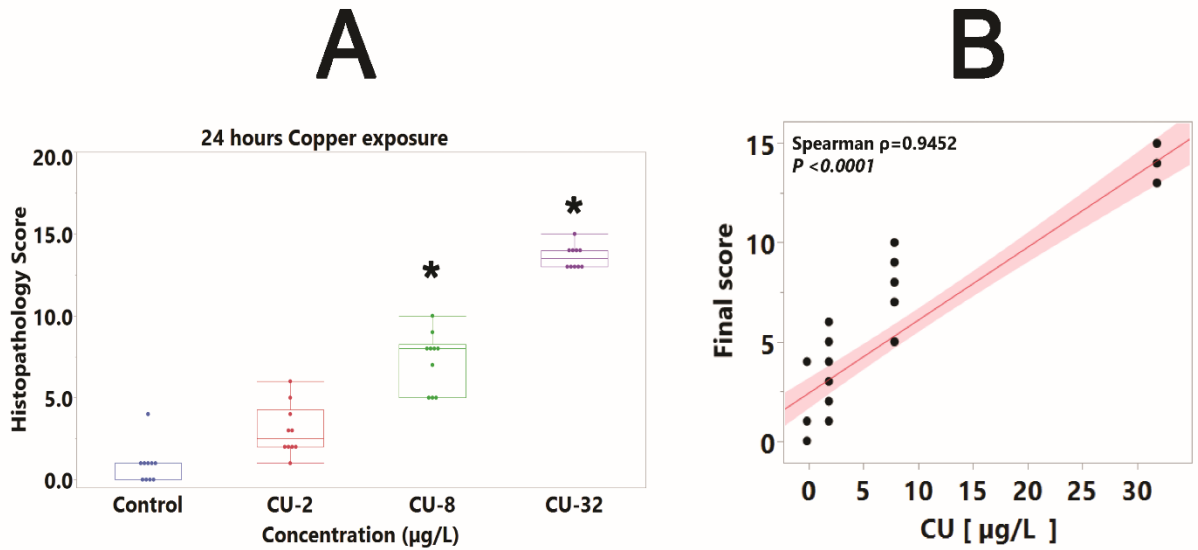 A
24 hours Copper exposure
Histopathology Score
20.0
15.0
10.0
5.0
0.0
*
*
Control CU-2 CU-8 CU-32
Concentration (µg/L)
B
Spearman ρ=0.9452
P <0.0001
Final score
15
10
5
0
0 5 10 15 20 25 30
CU [ µg/L ]